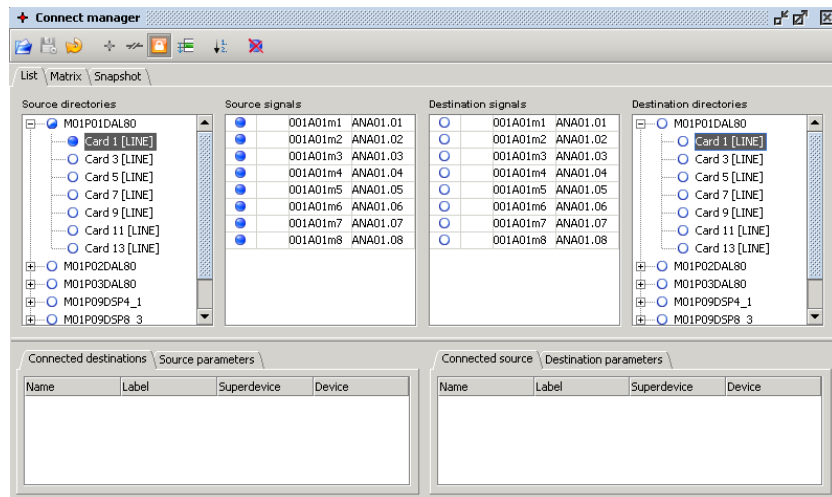 Connect manager
List Matrix Snapshot
Source directories
M01P01DAL80
Card 1 [LINE]
Card 3 [LINE]
Card 5 [LINE]
Card 7 [LINE]
Card 9 [LINE]
Card 11 [LINE]
Card 13 [LINE]
M01P02DAL80
M01P03DAL80
M01P09DSP4_1
M01P09DSP8_3
Source signals
001A01m1 ANA01.01
001A01m2 ANA01.02
001A01m3 ANA01.03
001A01m4 ANA01.04
001A01m5 ANA01.05
001A01m6 ANA01.06
001A01m7 ANA01.07
001A01m8 ANA01.08
Destination signals
001A01m1 ANA01.01
001A01m2 ANA01.02
001A01m3 ANA01.03
001A01m4 ANA01.04
001A01m5 ANA01.05
001A01m6 ANA01.06
001A01m7 ANA01.07
001A01m8 ANA01.08
Destination directories
M01P01DAL80
Card 1 [LINE]
Card 3 [LINE]
Card 5 [LINE]
Card 7 [LINE]
Card 9 [LINE]
Card 11 [LINE]
Card 13 [LINE]
M01P02DAL80
M01P03DAL80
M01P09DSP4_1
M01P09DSP8_3
Connected destinations Source parameters
Name Label Superdevice Device
Connected source Destination parameters
Name Label Superdevice Device